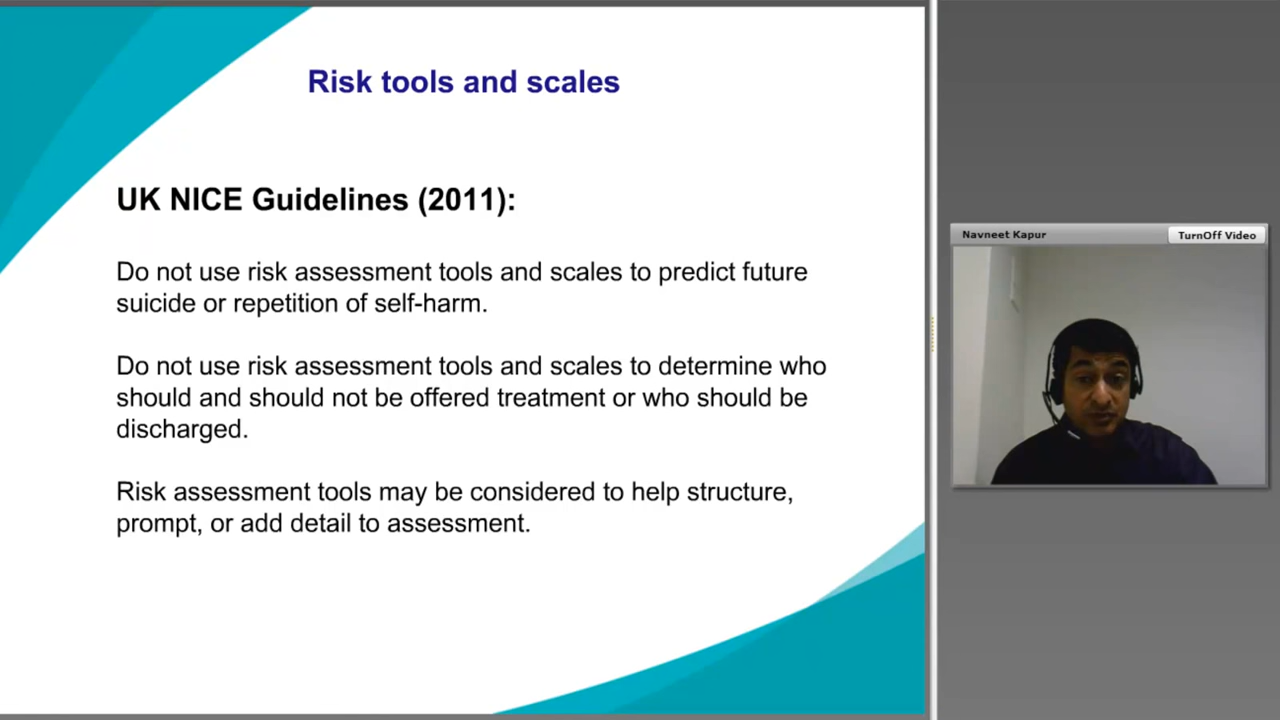 Risk tools and scales
UK NICE Guidelines (2011):
Do not use risk assessment tools and scales to predict future
suicide or repetition of self-harm.
Do not use risk assessment tools and scales to determine who
should and should not be offered treatment or who should be
discharged.
Risk assessment tools may be considered to help structure,
prompt, or add detail to assessment.
Navneet Kapur
TurnOff Video